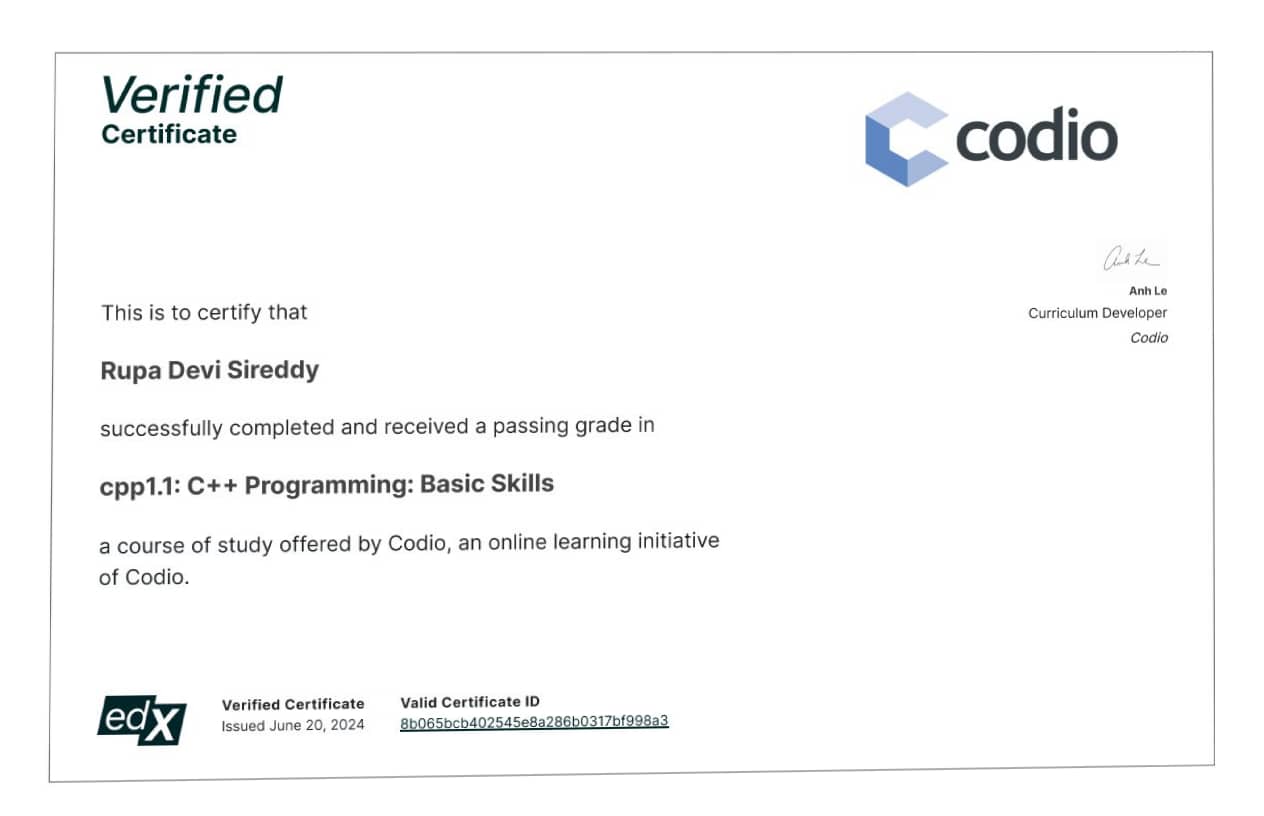 Verified
Certificate
codio
Anh Le
Anh Le
Curriculum Developer
Codio
This is to certify that
Rupa Devi Sireddy
successfully completed and received a passing grade in
cpp1.1: C++ Programming: Basic Skills
a course of study offered by Codio, an online learning initiative
of Codio.
edX
Verified Certificate
Issued June 20, 2024
Valid Certificate ID
8b065bcb402545e8a286b0317bf998a3